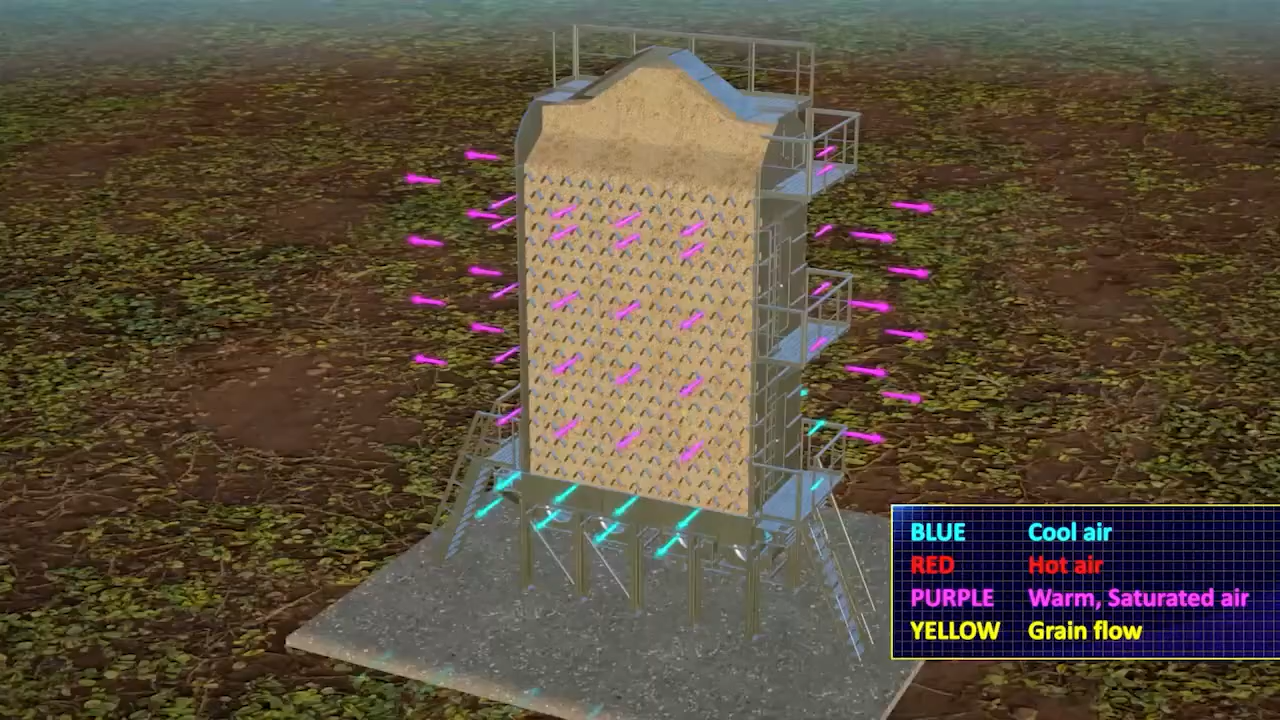 BLUE Cool air
RED Hot air
PURPLE Warm, Saturated air
YELLOW Grain flow